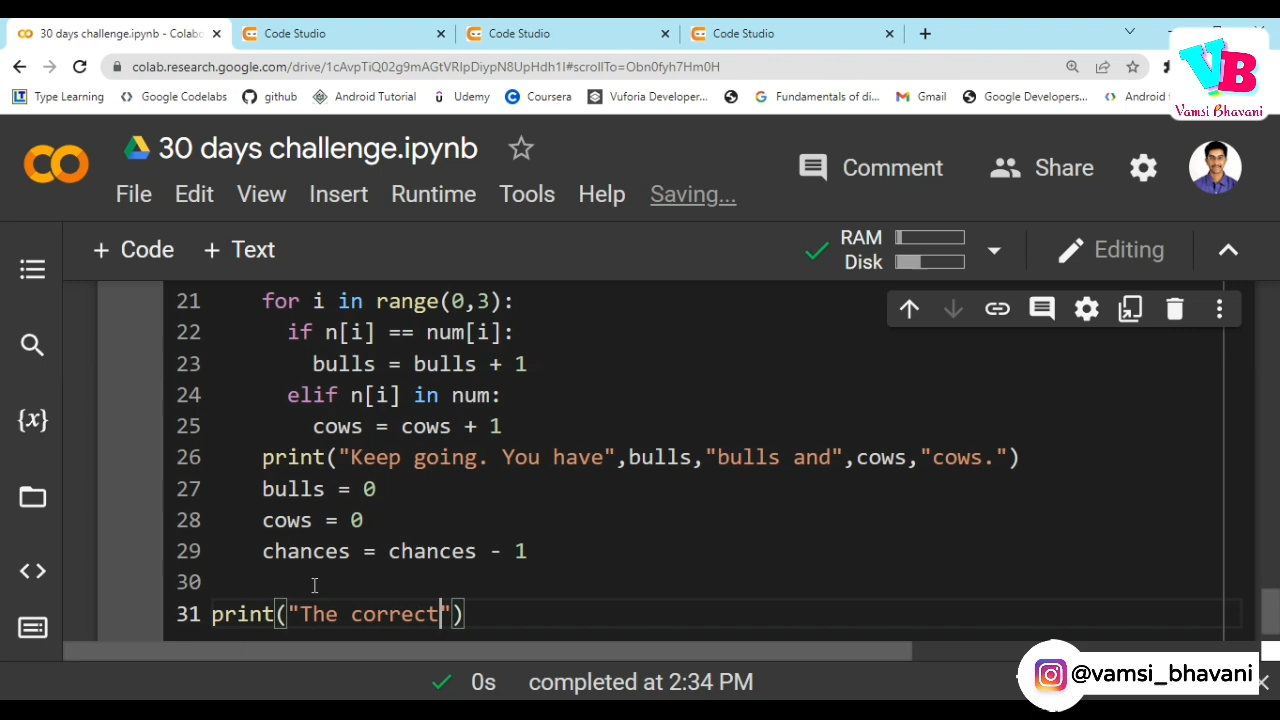 30 days challenge.ipynb - Colab
Code Studio
Code Studio
Code Studio
colab.research.google.com/drive/1cAvpTiQ02g9mAGtVRIpDiypN9UpHdh1I#scrollTo=Obn0fyh7Hm0H
Type Learning
Google Codelabs
github
Android Tutorial
Udemy
Coursera
Vuforia Developer...
Fundamentals of di...
Gmail
Google Developers...
Android
VB
Vamsi Bhavani
30 days challenge.ipynb
Comment
Share
File Edit View Insert Runtime Tools Help Saving...
+ Code + Text
RAM
Disk
Editing
21 for i in range(0,3):
22 if n[i] == num[i]:
23 bulls = bulls + 1
24 elif n[i] in num:
25 cows = cows + 1
26 print("Keep going. You have",bulls,"bulls and",cows,"cows.")
27 bulls = 0
28 cows = 0
29 chances = chances - 1
30
31 print("The correct")
{x}
0s completed at 2:34 PM
@vamsi_bhavani